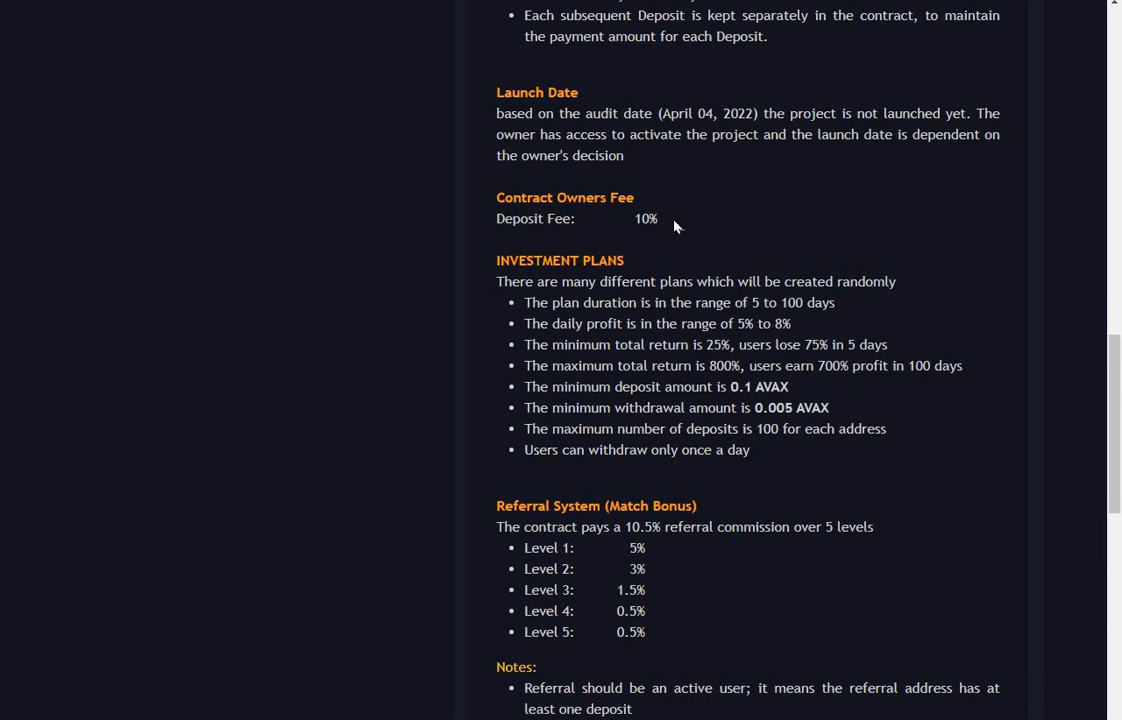 • Each subsequent Deposit is kept separately in the contract, to maintain
the payment amount for each Deposit.
Launch Date
based on the audit date (April 04, 2022) the project is not launched yet. The
owner has access to activate the project and the launch date is dependent on
the owner's decision
Contract Owners Fee
Deposit Fee: 10%
INVESTMENT PLANS
There are many different plans which will be created randomly
• The plan duration is in the range of 5 to 100 days
• The daily profit is in the range of 5% to 8%
• The minimum total return is 25%, users lose 75% in 5 days
• The maximum total return is 800%, users earn 700% profit in 100 days
• The minimum deposit amount is 0.1 AVAX
• The minimum withdrawal amount is 0.005 AVAX
• The maximum number of deposits is 100 for each address
• Users can withdraw only once a day
Referral System (Match Bonus)
The contract pays a 10.5% referral commission over 5 levels
• Level 1: 5%
• Level 2: 3%
• Level 3: 1.5%
• Level 4: 0.5%
• Level 5: 0.5%
Notes:
• Referral should be an active user; it means the referral address has at
least one deposit